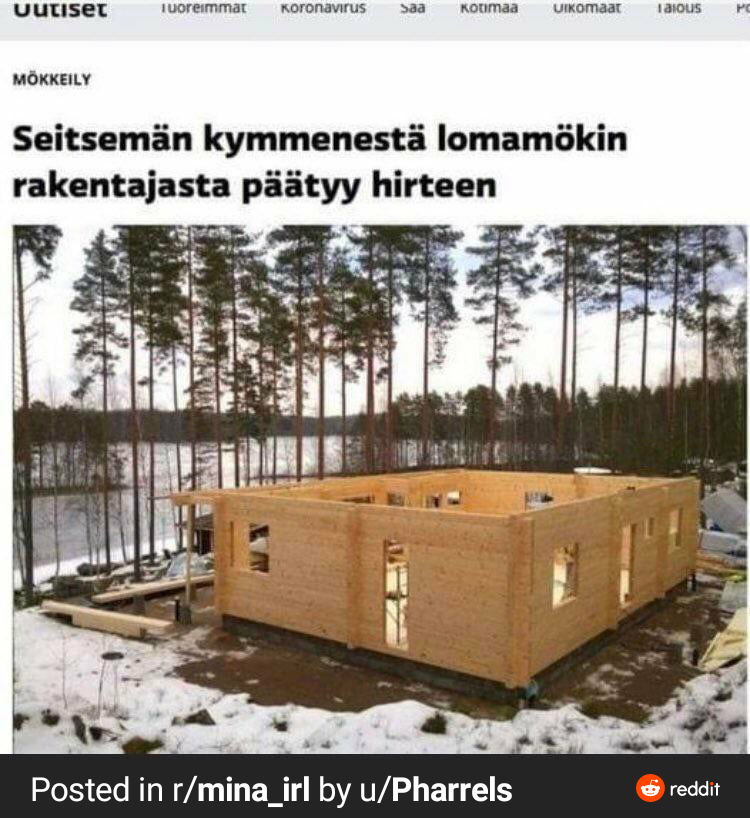 Uutiset Tuoreimmat Koronavirus Sää Kotimaa Ulkomaat Talous
MÖKKEILY
Seitsemän kymmenestä lomamökin
rakentajasta päätyy hirteen
Posted in r/mina_irl by u/Pharrels reddit